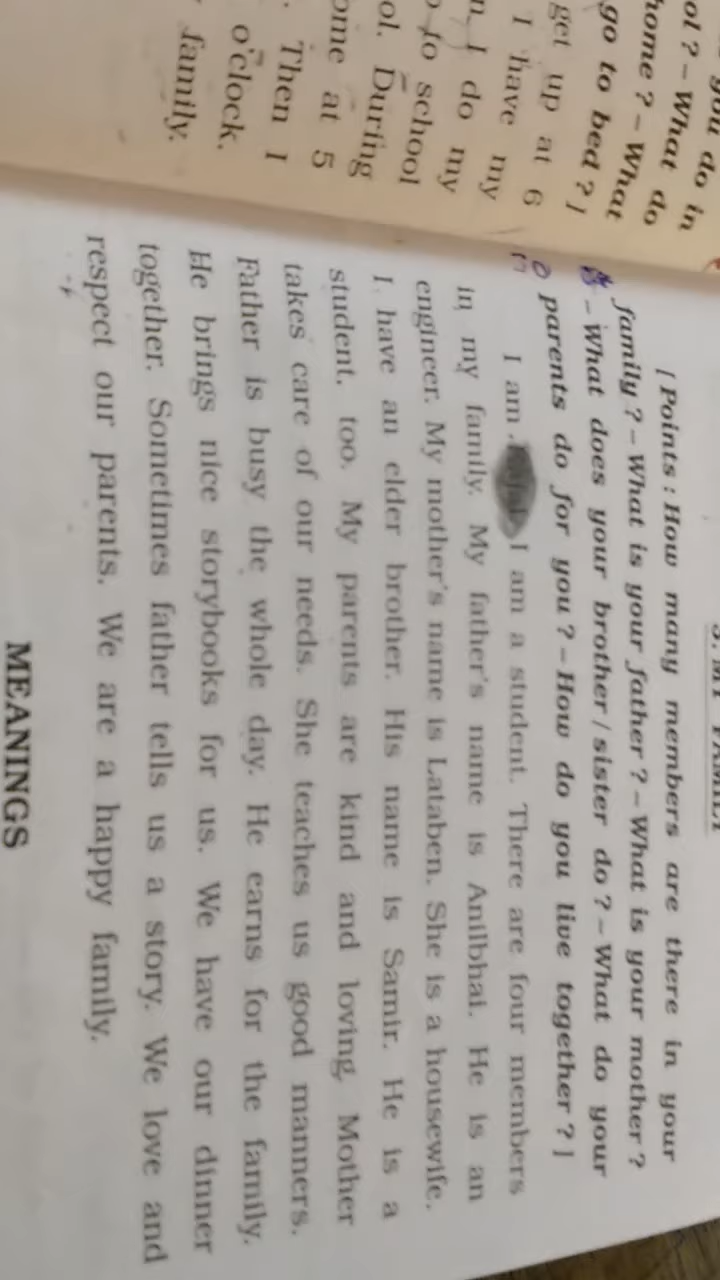 you do in
ol ? – What do
home ? – What
go to bed ? ]
get up at 6
I have my
n I do my
to school
ol. During
ome at 5
. Then I
o'clock.
family.
FAMILY
[ Points : How many members are there in your
family ? – What is your father ? – What is your mother ?
– What does your brother / sister do ? – What do your
parents do for you ? – How do you live together ? ]
I am . I am a student. There are four members
in my family. My father's name is Anilbhai. He is an
engineer. My mother's name is Lataben. She is a housewife.
I have an elder brother. His name is Samir. He is a
student, too. My parents are kind and loving. Mother
takes care of our needs. She teaches us good manners.
Father is busy the whole day. He earns for the family.
He brings nice storybooks for us. We have our dinner
together. Sometimes father tells us a story. We love and
respect our parents. We are a happy family.
MEANINGS